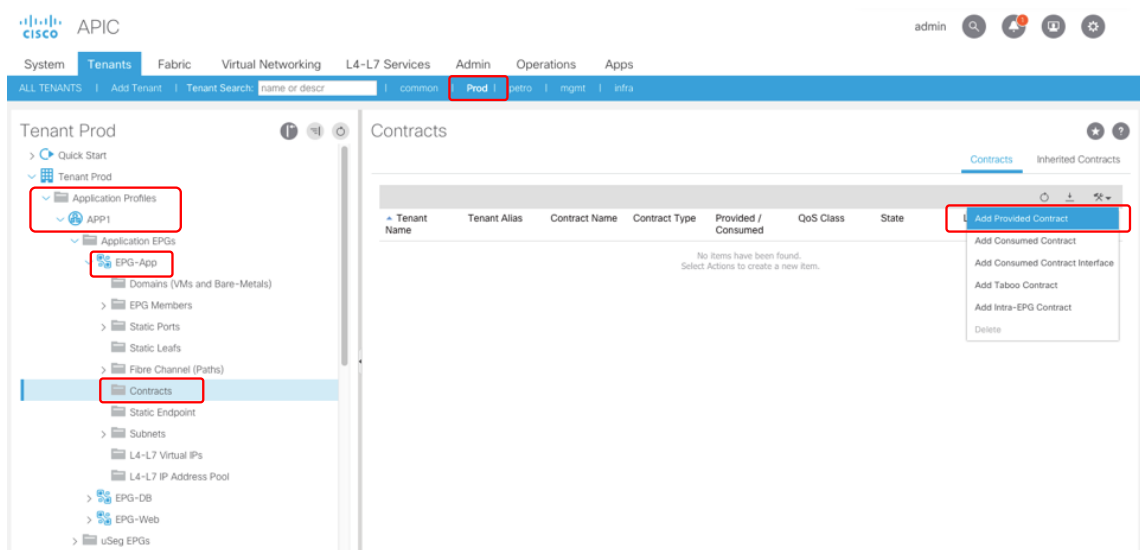 CISCO APIC admin 1
System Tenants Fabric Virtual Networking L4-L7 Services Admin Operations Apps
ALL TENANTS | Add Tenant | Tenant Search: name or descr | common | Prod | petro | mgmt | infra
Tenant Prod
Quick Start
Tenant Prod
Application Profiles
APP1
Application EPGs
EPG-App
Domains (VMs and Bare-Metals)
EPG Members
Static Ports
Static Leafs
Fibre Channel (Paths)
Contracts
Static Endpoint
Subnets
L4-L7 Virtual IPs
L4-L7 IP Address Pool
EPG-DB
EPG-Web
uSeg EPGs
Contracts
Contracts Inherited Contracts
Tenant Name Tenant Alias Contract Name Contract Type Provided / Consumed QoS Class State L
No items have been found.
Select Actions to create a new item.
Add Provided Contract
Add Consumed Contract
Add Consumed Contract Interface
Add Taboo Contract
Add Intra-EPG Contract
Delete